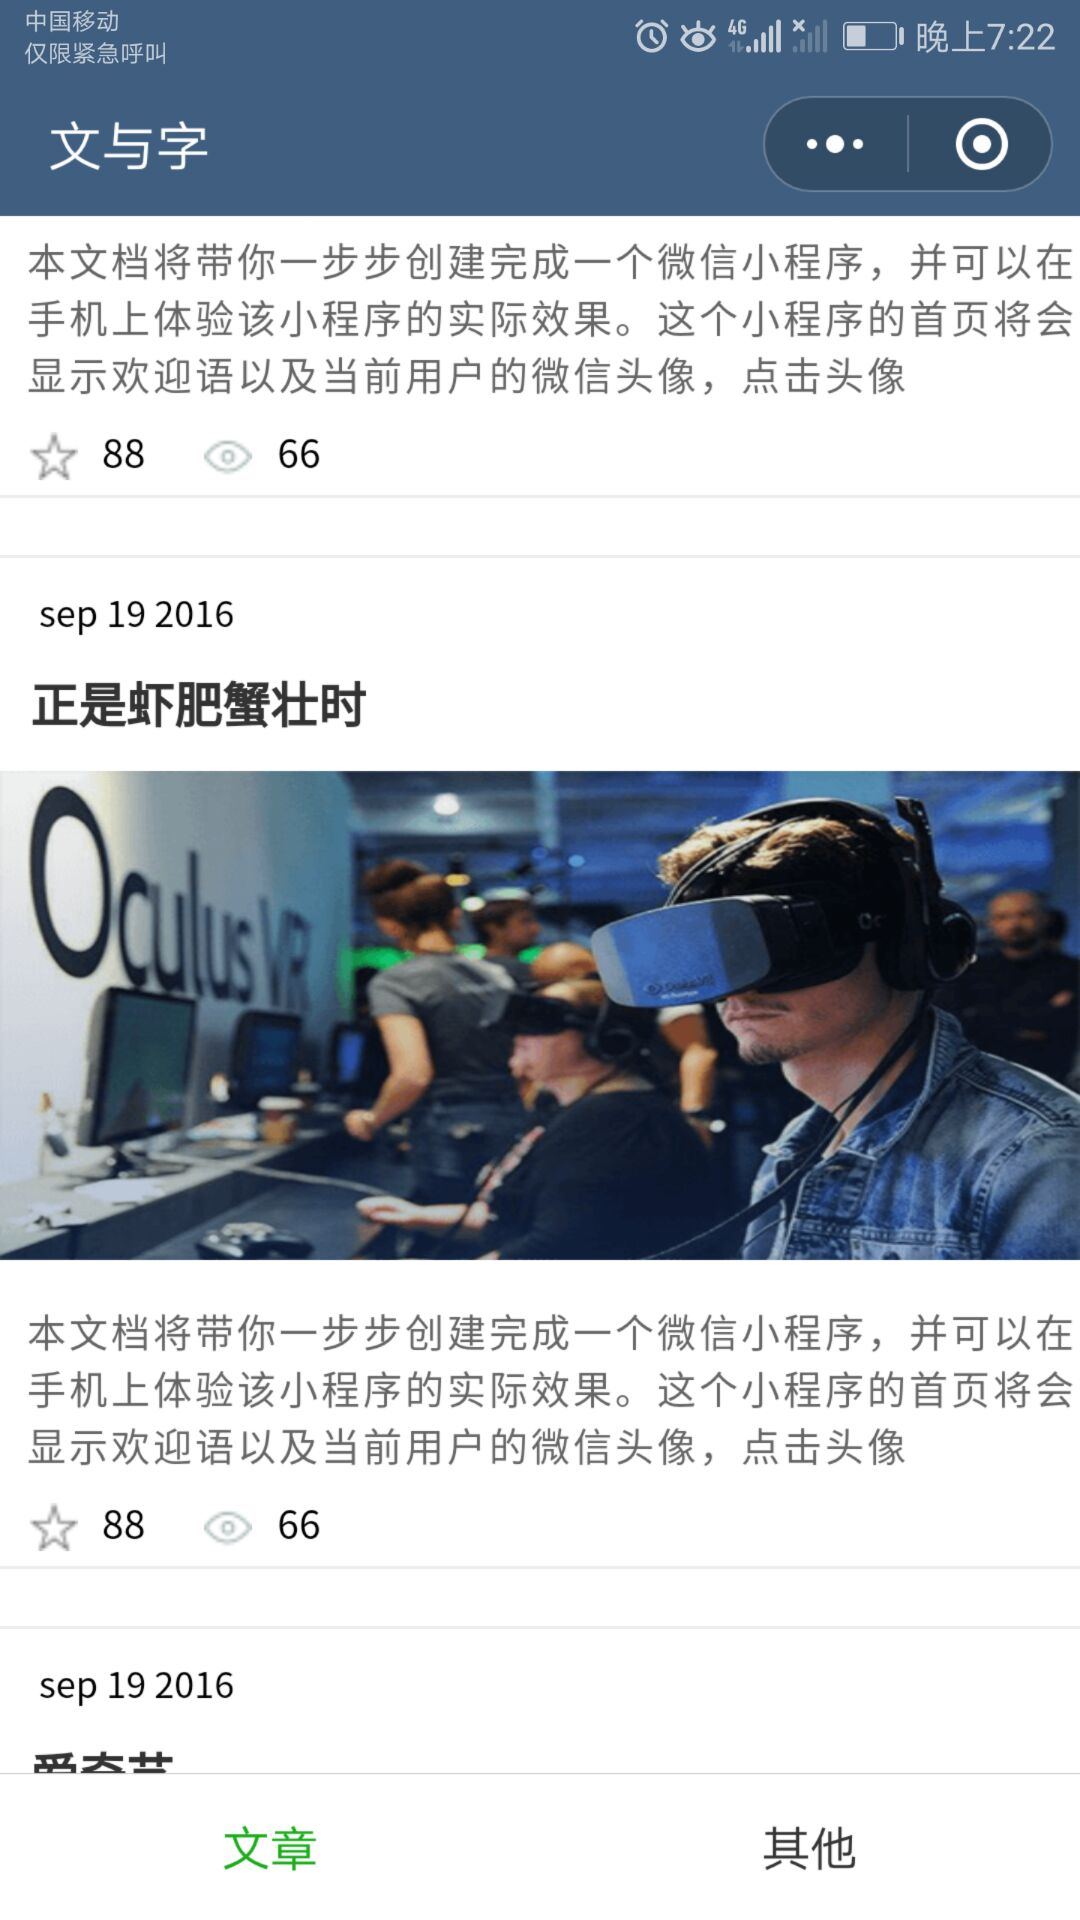 中国移动
仅限紧急呼叫
4G
晚上7:22
文与字
本文档将带你一步步创建完成一个微信小程序，并可以在
手机上体验该小程序的实际效果。这个小程序的首页将会
显示欢迎语以及当前用户的微信头像，点击头像
88 66
sep 19 2016
正是虾肥蟹壮时
Oculus VR
本文档将带你一步步创建完成一个微信小程序，并可以在
手机上体验该小程序的实际效果。这个小程序的首页将会
显示欢迎语以及当前用户的微信头像，点击头像
88 66
sep 19 2016
文章 其他